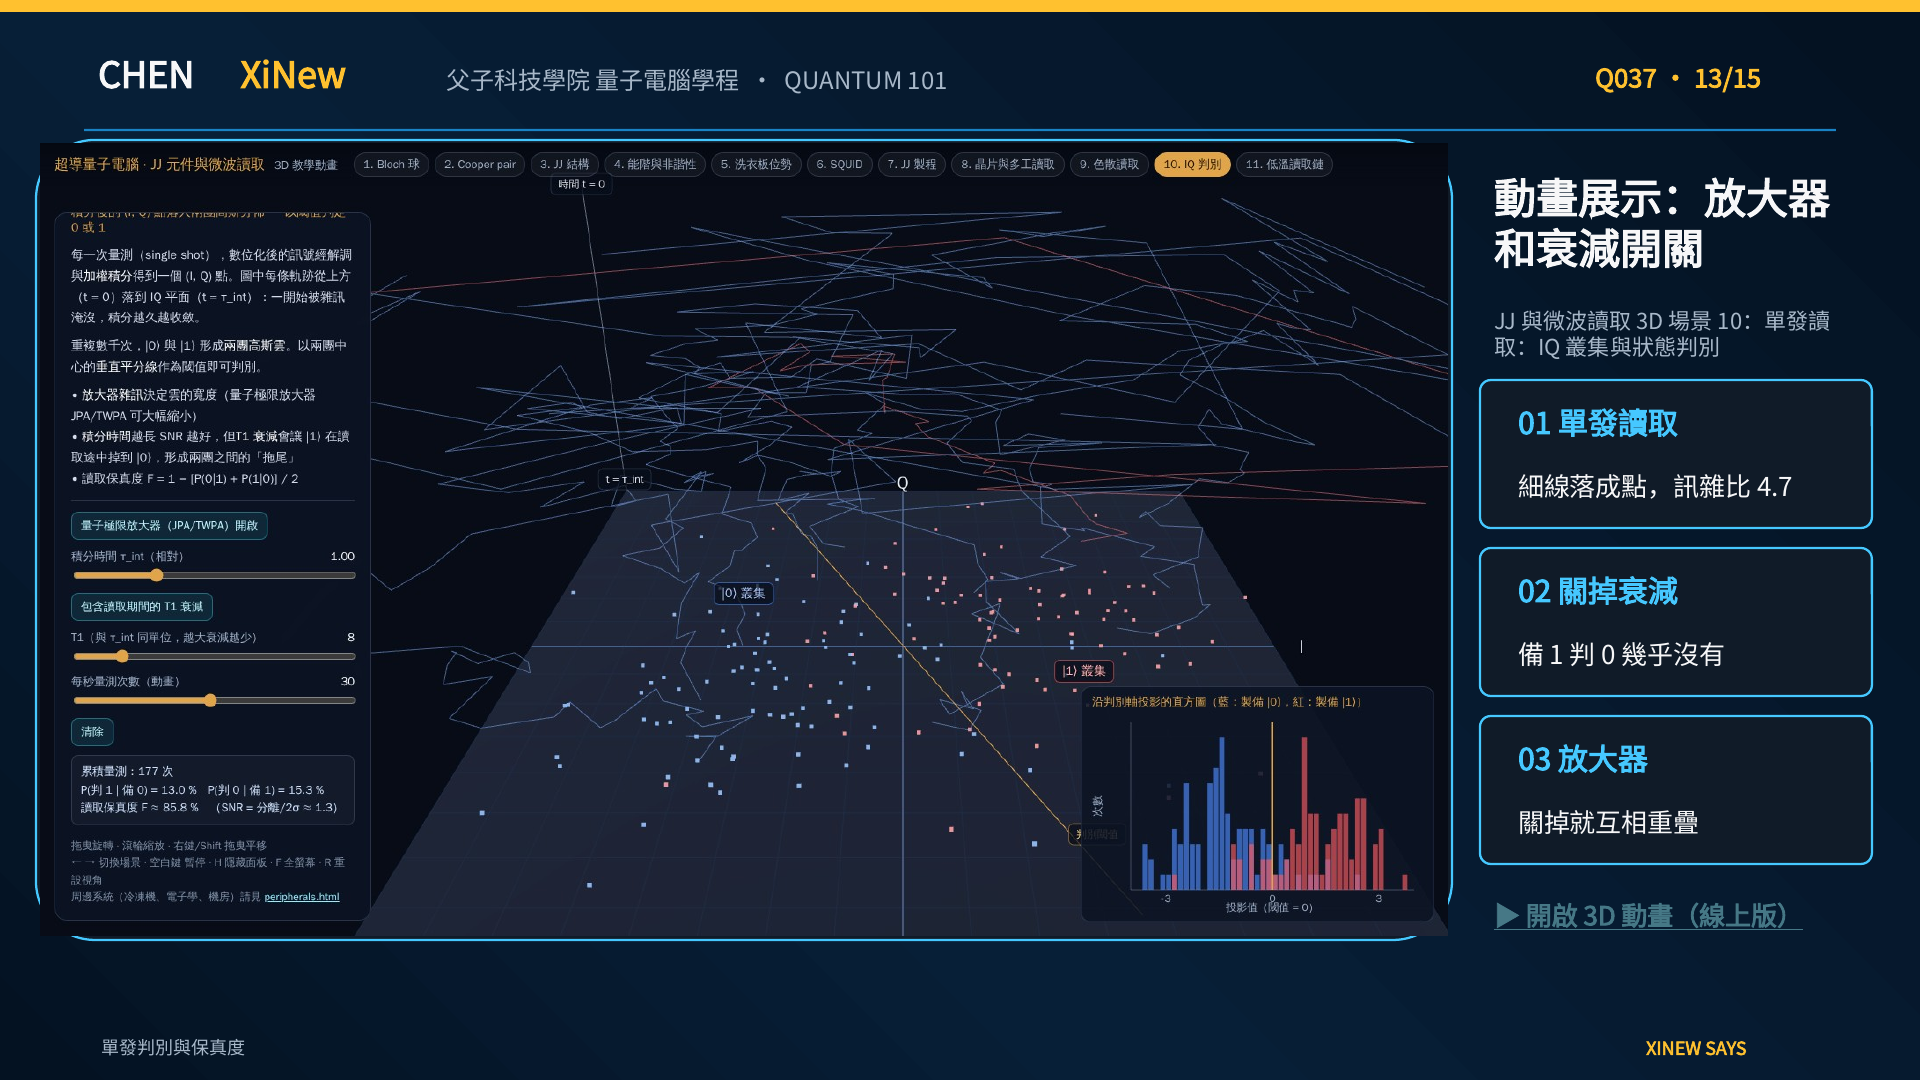 CHEN XiNew 父子科技學院 量子電腦學程 · QUANTUM 101 Q037 · 13/15
超導量子電腦 · JJ 元件與微波讀取 3D 教學動畫 1. Bloch 球 2. Cooper pair 3. JJ 結構 4. 能階與非諧性 5. 洗衣板位勢 6. SQUID 7. JJ 製程 8. 晶片與多工讀取 9. 色散讀取 10. IQ 判別 11. 低溫讀取鏈
時間 t = 0
0 或 1
每一次量測（single shot），數位化後的訊號經解調
與加權積分得到一個 (I, Q) 點。圖中每條軌跡從上方
（t = 0）落到 IQ 平面（t = τ_int）：一開始被雜訊
淹沒，積分越久越收斂。
重複數千次，|0⟩ 與 |1⟩ 形成兩團高斯雲。以兩團中
心的垂直平分線作為閾值即可判別。
• 放大器雜訊決定雲的寬度（量子極限放大器
JPA/TWPA 可大幅縮小）
• 積分時間越長 SNR 越好，但T1 衰減會讓 |1⟩ 在讀
取途中掉到 |0⟩，形成兩團之間的「拖尾」
• 讀取保真度 F = 1 − [P(0|1) + P(1|0)] / 2
量子極限放大器（JPA/TWPA）開啟
積分時間 τ_int（相對） 1.00
包含讀取期間的 T1 衰減
T1（與 τ_int 同單位，越大衰減越少） 8
每秒量測次數（動畫） 30
清除
累積量測：177 次
P(判 1 | 備 0) = 13.0 % P(判 0 | 備 1) = 15.3 %
讀取保真度 F ≈ 85.8 % （SNR = 分離/2σ ≈ 1.3）
拖曳旋轉 · 滾輪縮放 · 右鍵/Shift 拖曳平移
← → 切換場景 · 空白鍵 暫停 · H 隱藏面板 · F 全螢幕 · R 重
設視角
周邊系統（冷凍機、電子學、機房）請見 peripherals.html
t = τ_int
Q
|0⟩ 叢集
I
|1⟩ 叢集
沿判別軸投影的直方圖（藍：製備 |0⟩，紅：製備 |1⟩）
次數
-3 0 3
投影值（閾值 = 0）
判別閾值
動畫展示：放大器
和衰減開關
JJ 與微波讀取 3D 場景 10：單發讀
取：IQ 叢集與狀態判別
01 單發讀取
細線落成點，訊雜比 4.7
02 關掉衰減
備 1 判 0 幾乎沒有
03 放大器
關掉就互相重疊
▶ 開啟 3D 動畫（線上版）
單發判別與保真度
XINEW SAYS